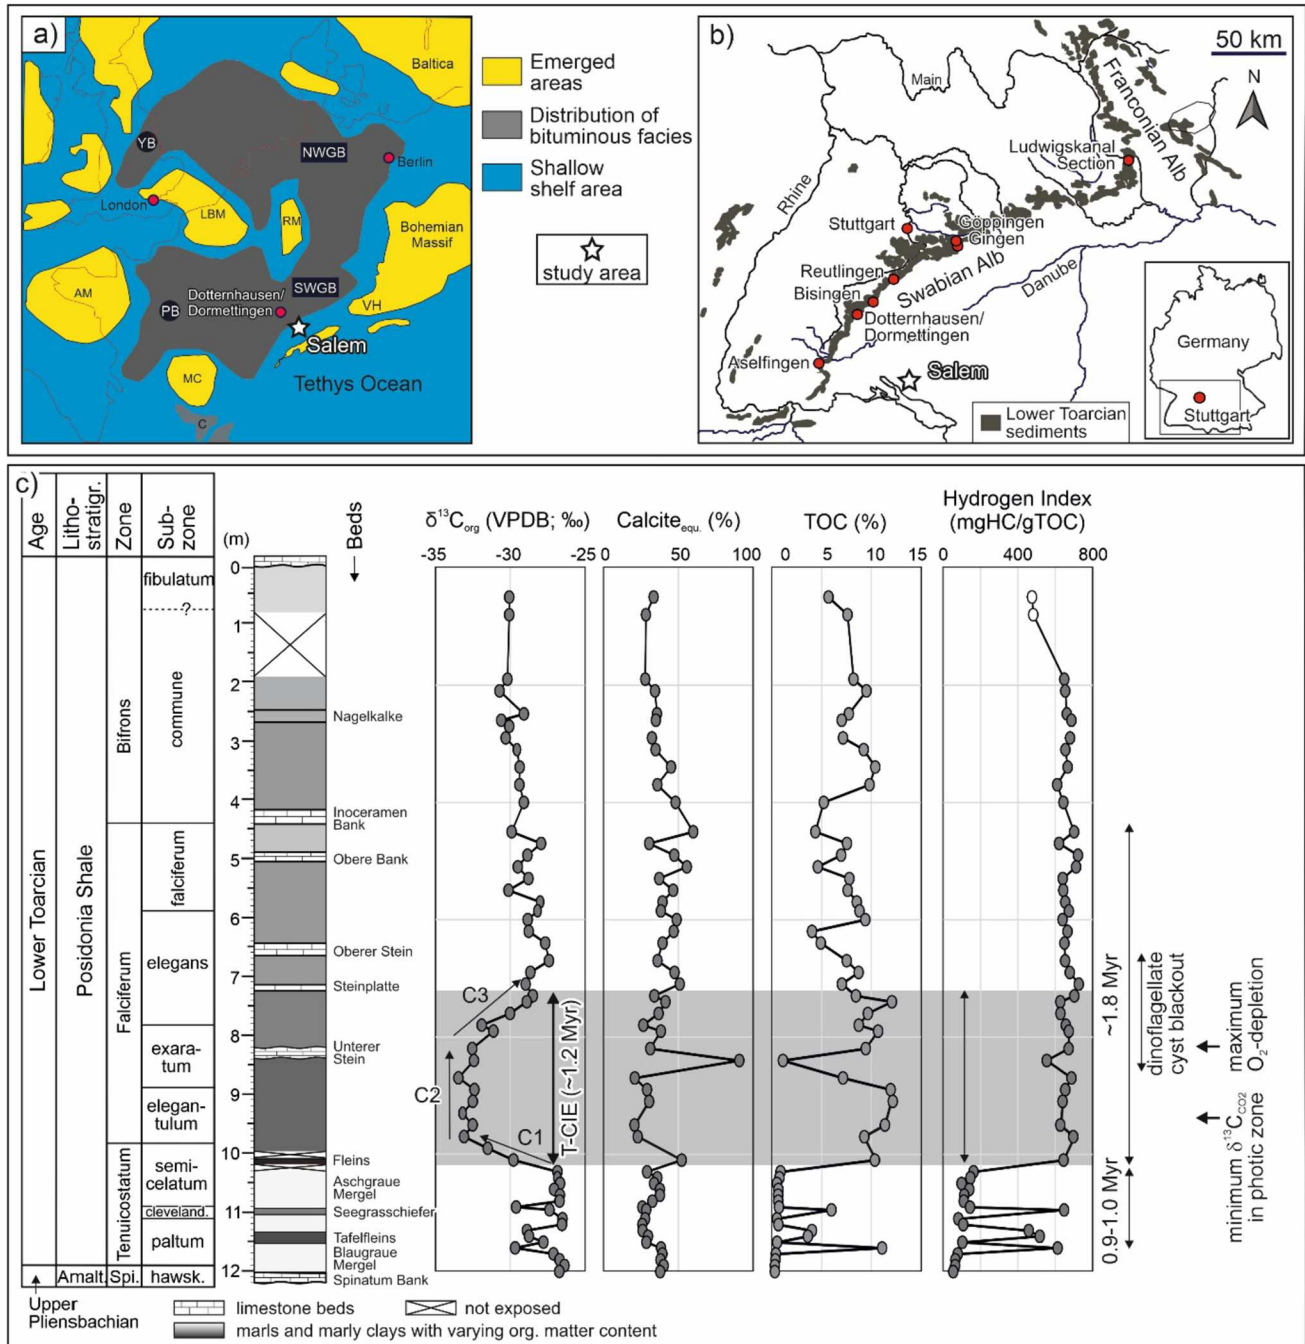 a)
Baltica
YB
NWGB
Berlin
London
LBM
RM
Bohemian
Massif
SWGB
AM
PB
Dotternhausen/
Dormettingen
VH
Salem
MC
Tethys Ocean
C
Emerged
areas
Distribution of
bituminous facies
Shallow
shelf area
study area
b)
50 km
N
Main
Franconian Alb
Ludwigskanal
Section
Rhine
Stuttgart
Göppingen
Gingen
Reutlingen
Swabian Alb
Bisingen
Danube
Dotternhausen/
Dormettingen
Aselfingen
Salem
Germany
Stuttgart
Lower Toarcian
sediments
c)
Age
Litho-
stratigr.
Zone
Sub-
zone
(m)
Beds
δ¹³C_org (VPDB; ‰)
-35 -30 -25
Calcite_equ. (%)
0 50 100
TOC (%)
0 5 10 15
Hydrogen Index
(mgHC/gTOC)
0 400 800
Lower Toarcian
Posidonia Shale
Bifrons
Falciferum
Tenuicostatum
fibulatum
?
commune
falciferum
elegans
exara-
tum
elegan-
tulum
semi-
celatum
cleveland.
paltum
Amalt. Spi. hawsk.
0
1
2
3
4
5
6
7
8
9
10
11
12
Nagelkalke
Inoceramen
Bank
Obere Bank
Oberer Stein
Steinplatte
Unterer
Stein
Fleins
Aschgraue
Mergel
Seegrasschiefer
Tafelfleins
Blaugraue
Mergel
Spinatum Bank
C3
C2
C1
T-CIE (~1.2 Myr)
~1.8 Myr
0.9-1.0 Myr
dinoflagellate
cyst blackout
maximum
O₂-depletion
minimum δ¹³C_CO2
in photic zone
Upper
Pliensbachian
limestone beds
not exposed
marls and marly clays with varying org. matter content